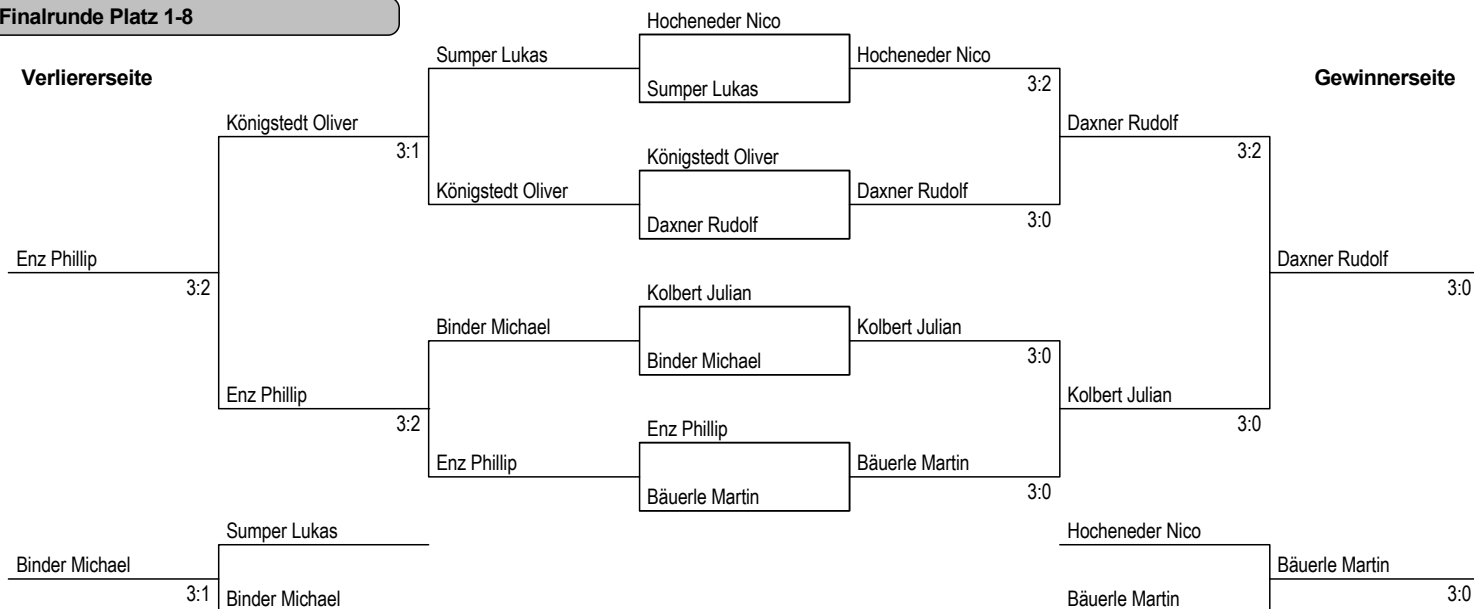 Finalrunde Platz 1-8
Hocheneder Nico
Sumper Lukas
Hocheneder Nico
Verliererseite
Gewinnerseite
3:2
Sumper Lukas
Königstedt Oliver
Daxner Rudolf
3:1
3:2
Königstedt Oliver
Königstedt Oliver
Daxner Rudolf
Daxner Rudolf
3:0
Enz Phillip
Daxner Rudolf
3:2
3:0
Kolbert Julian
Binder Michael
Kolbert Julian
Binder Michael
3:0
Enz Phillip
Kolbert Julian
3:2
3:0
Enz Phillip
Enz Phillip
Bäuerle Martin
Bäuerle Martin
3:0
Sumper Lukas
Hocheneder Nico
Binder Michael
Bäuerle Martin
3:1
Binder Michael
Bäuerle Martin
3:0